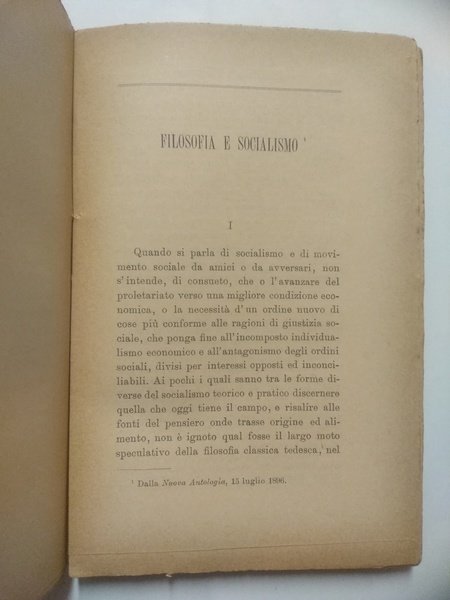 FILOSOFIA E SOCIALISMO ¹
I
Quando si parla di socialismo e di movi-
mento sociale da amici o da avversari, non
s'intende, di consueto, che o l'avanzare del
proletariato verso una migliore condizione eco-
nomica, o la necessità d'un ordine nuovo di
cose più conforme alle ragioni di giustizia so-
ciale, che ponga fine all'incomposto individua-
lismo economico e all'antagonismo degli ordini
sociali, divisi per interessi opposti ed inconci-
liabili. Ai pochi i quali sanno tra le forme di-
verse del socialismo teorico e pratico discernere
quella che oggi tiene il campo, e risalire alle
fonti del pensiero onde trasse origine ed ali-
mento, non è ignoto qual fosse il largo moto
speculativo della filosofia classica tedesca, nel
¹ Dalla Nuova Antologia, 15 luglio 1896.